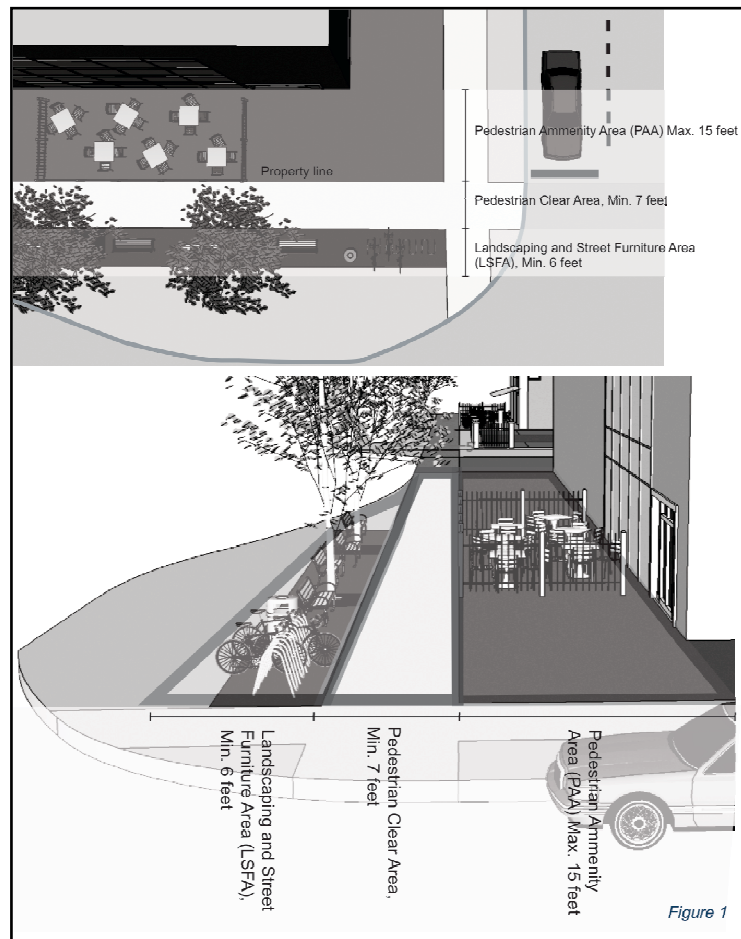 Pedestrian Ammenity Area (PAA) Max. 15 feet
Property line
Pedestrian Clear Area, Min. 7 feet
Landscaping and Street Furniture Area
(LSFA), Min. 6 feet
Landscaping and Street
Furniture Area (LSFA),
Min. 6 feet
Pedestrian Clear Area,
Min. 7 feet
Pedestrian Ammenity
Area (PAA) Max. 15 feet
Figure 1